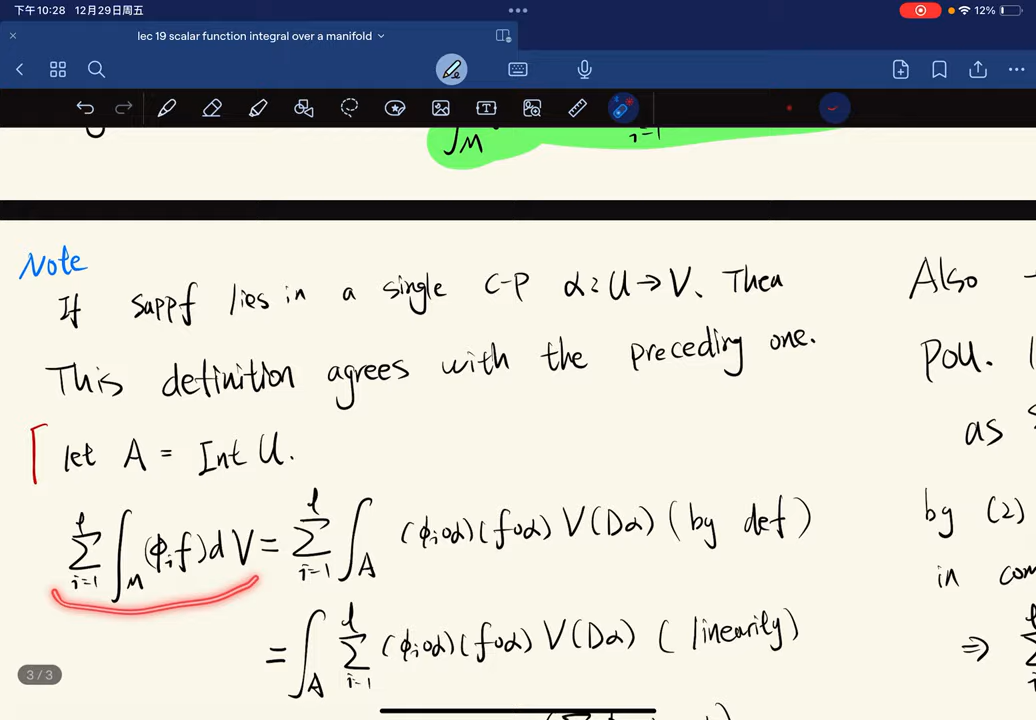 下午10:28 12月29日周五
12%
lec 19 scalar function integral over a manifold
∫_M
i=1
Note
If suppf lies in a single C-P α: U → V. Then
This definition agrees with the preceding one.
let A = Int U.
∑_{i=1}^{l} ∫_M (ϕ_i f) dV = ∑_{i=1}^{l} ∫_A (ϕ_i∘α)(f∘α) V(Dα) (by def)
= ∫_A ∑_{i=1}^{l} (ϕ_i∘α)(f∘α) V(Dα) (linearity)
3 / 3
Also
POU.
as
by (2)
in com
⇒ ∑